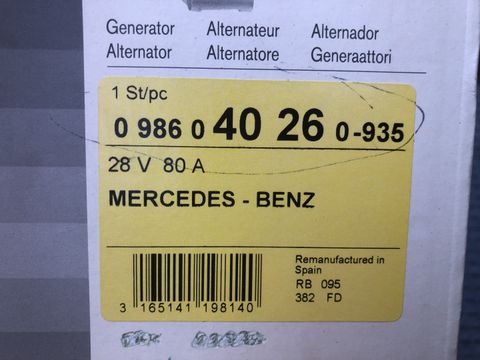 Generator Alternateur Alternador
Alternator Alternatore Generaattori
1 St/pc
0 986 0 40 26 0-935
28 V 80 A
MERCEDES - BENZ
Remanufactured in
Spain
RB 095
382 FD
3 165141 198140